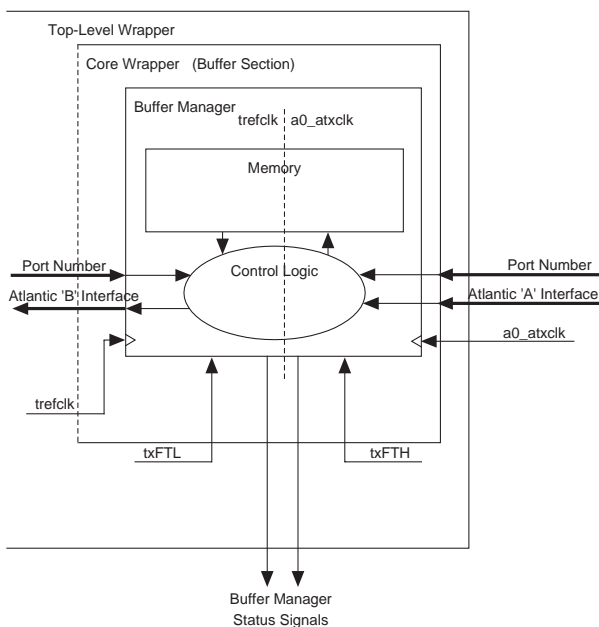 Top-Level Wrapper
Core Wrapper (Buffer Section)
Buffer Manager
trefclk a0_atxclk
Memory
Control Logic
Port Number
Port Number
Atlantic 'B' Interface
Atlantic 'A' Interface
a0_atxclk
trefclk
txFTL
txFTH
Buffer Manager
Status Signals